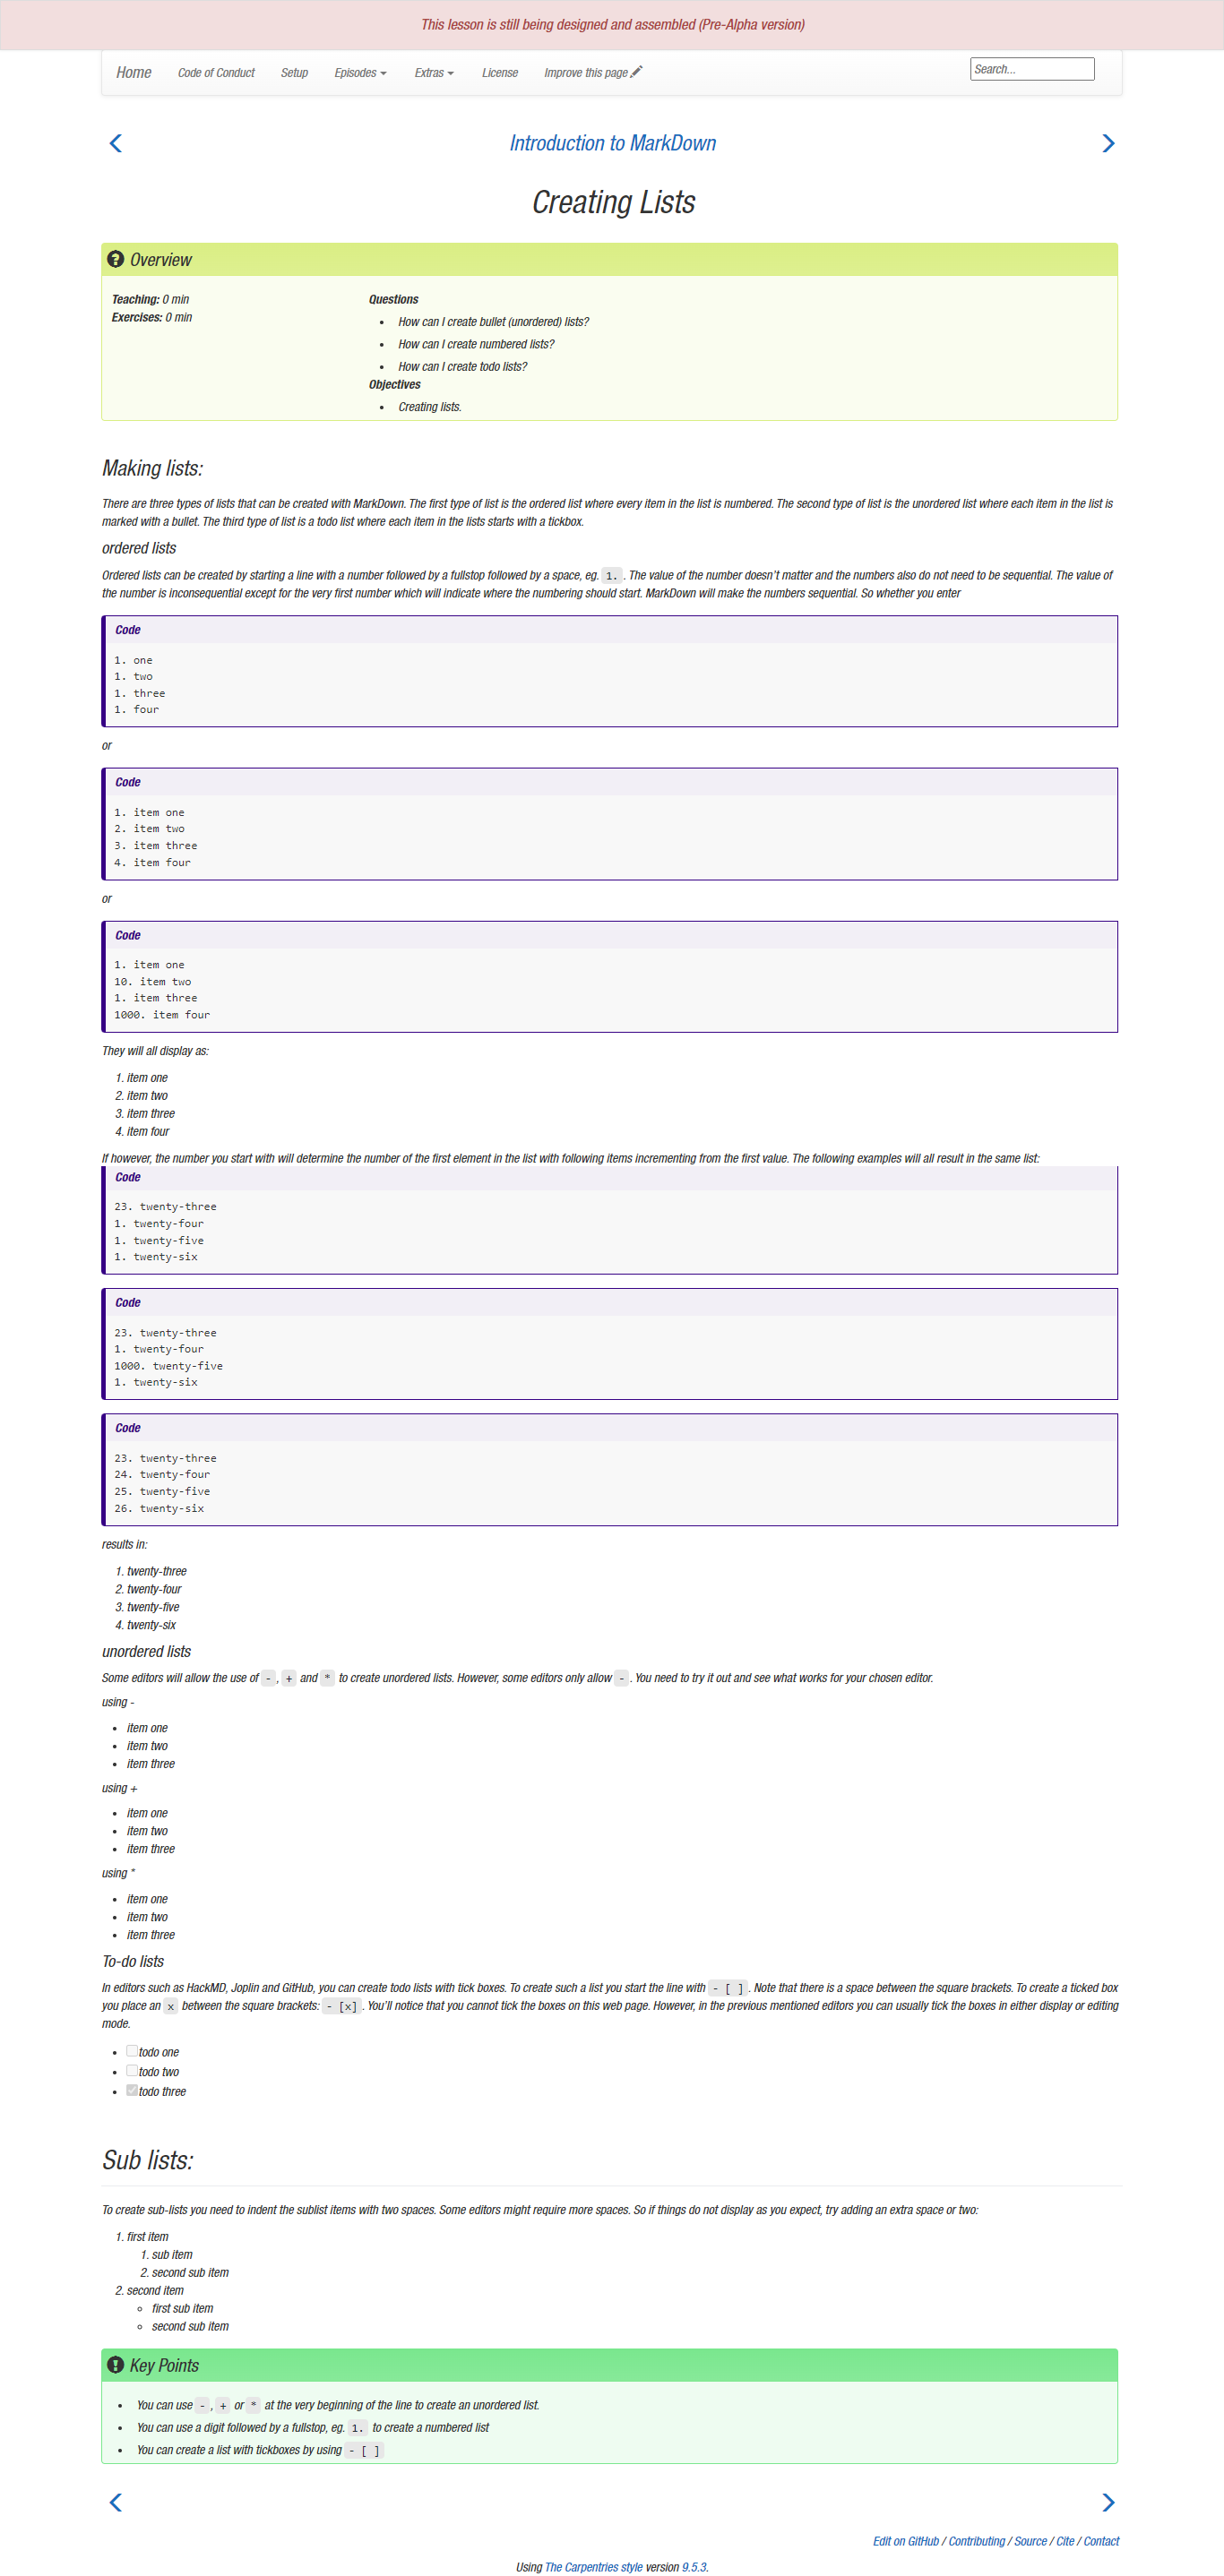 This lesson is still being designed and assembled (Pre-Alpha version)
Home Code of Conduct Setup Episodes Extras License Improve this page Search...
Introduction to MarkDown
Creating Lists
Overview
Teaching: 0 min
Exercises: 0 min
Questions
• How can I create bullet (unordered) lists?
• How can I create numbered lists?
• How can I create todo lists?
Objectives
• Creating lists.
Making lists:
There are three types of lists that can be created with MarkDown. The first type of list is the ordered list where every item in the list is numbered. The second type of list is the unordered list where each item in the list is
marked with a bullet. The third type of list is a todo list where each item in the lists starts with a tickbox.
ordered lists
Ordered lists can be created by starting a line with a number followed by a fullstop followed by a space, eg. 1. . The value of the number doesn't matter and the numbers also do not need to be sequential. The value of
the number is inconsequential except for the very first number which will indicate where the numbering should start. MarkDown will make the numbers sequential. So whether you enter
Code
1. one
1. two
1. three
1. four
or
Code
1. item one
2. item two
3. item three
4. item four
or
Code
1. item one
10. item two
1. item three
1000. item four
They will all display as:
1. item one
2. item two
3. item three
4. item four
If however, the number you start with will determine the number of the first element in the list with following items incrementing from the first value. The following examples will all result in the same list:
Code
23. twenty-three
1. twenty-four
1. twenty-five
1. twenty-six
Code
23. twenty-three
1. twenty-four
1000. twenty-five
1. twenty-six
Code
23. twenty-three
24. twenty-four
25. twenty-five
26. twenty-six
results in:
1. twenty-three
2. twenty-four
3. twenty-five
4. twenty-six
unordered lists
Some editors will allow the use of - , + and * to create unordered lists. However, some editors only allow - . You need to try it out and see what works for your chosen editor.
using -
• item one
• item two
• item three
using +
• item one
• item two
• item three
using *
• item one
• item two
• item three
To-do lists
In editors such as HackMD, Joplin and GitHub, you can create todo lists with tick boxes. To create such a list you start the line with - [ ] . Note that there is a space between the square brackets. To create a ticked box
you place an x between the square brackets: - [x] . You'll notice that you cannot tick the boxes on this web page. However, in the previous mentioned editors you can usually tick the boxes in either display or editing
mode.
• todo one
• todo two
• todo three
Sub lists:
To create sub-lists you need to indent the sublist items with two spaces. Some editors might require more spaces. So if things do not display as you expect, try adding an extra space or two:
1. first item
1. sub item
2. second sub item
2. second item
◦ first sub item
◦ second sub item
Key Points
• You can use - , + or * at the very beginning of the line to create an unordered list.
• You can use a digit followed by a fullstop, eg. 1. to create a numbered list
• You can create a list with tickboxes by using - [ ]
Edit on GitHub / Contributing / Source / Cite / Contact
Using The Carpentries style version 9.5.3.